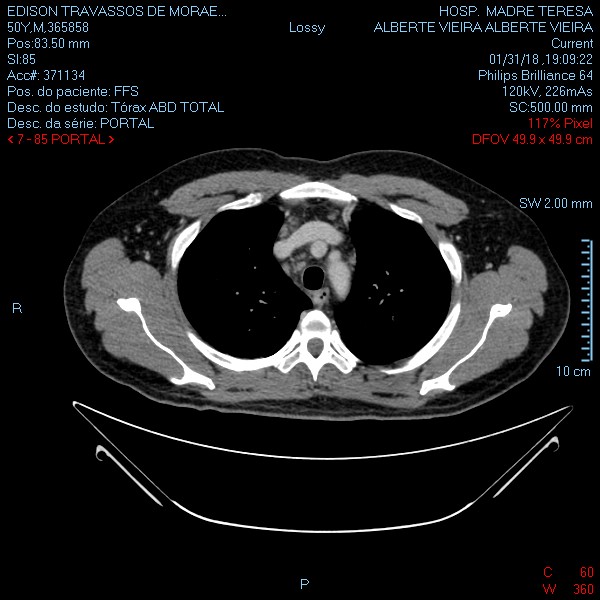 EDISON TRAVASSOS DE MORAE...
50Y,M,365858
Pos:83.50 mm
SI:85
Acc#: 371134
Pos. do paciente: FFS
Desc. do estudo: Tórax ABD TOTAL
Desc. da série: PORTAL
< 7 - 85 PORTAL >
Lossy
HOSP. MADRE TERESA
ALBERTE VIEIRA ALBERTE VIEIRA
Current
01/31/18 ,19:09:22
Philips Brilliance 64
120kV, 226mAs
SC:500.00 mm
117% Pixel
DFOV 49.9 x 49.9 cm
SW 2.00 mm
R
10 cm
P
C 60
W 360